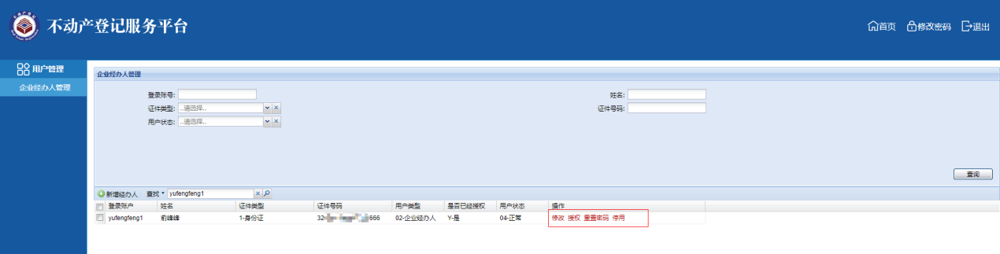 不动产登记服务平台
首页 修改密码 退出
用户管理
企业经办人管理
企业经办人管理
登录账号: 姓名:
证件类型: ..请选择.. 证件号码:
用户状态: ..请选择..
查询
新增经办人 查找 yufengfeng1
登录账户 姓名 证件类型 证件号码 用户类型 是否已经授权 用户状态 操作
yufengfeng1 俞峰峰 1-身份证 32 666 02-企业经办人 Y-是 04-正常 修改 授权 重置密码 停用